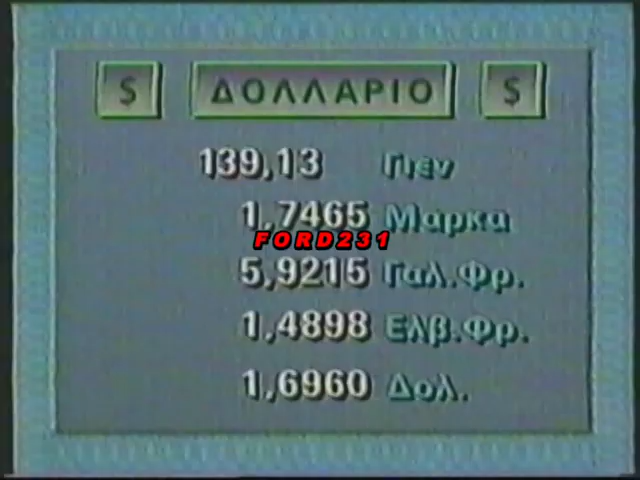 $ ΔΟΛΛΑΡΙΟ $
139,13 Γιεν
1,7465 Μαρκα
FORD231
5,9215 Γαλ.Φρ.
1,4898 Ελβ.Φρ.
1,6960 Δολ.